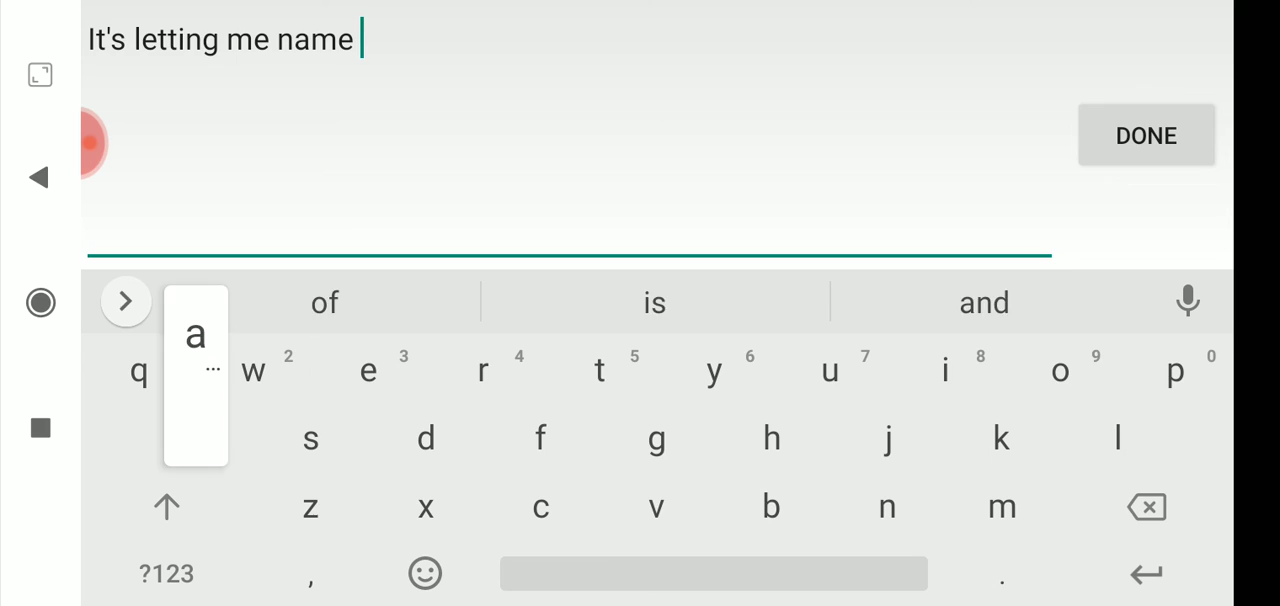 It's letting me name
DONE
of is and
a
...
q w 2 e 3 r 4 t 5 y 6 u 7 i 8 o 9 p 0
s d f g h j k l
z x c v b n m
?123 , .